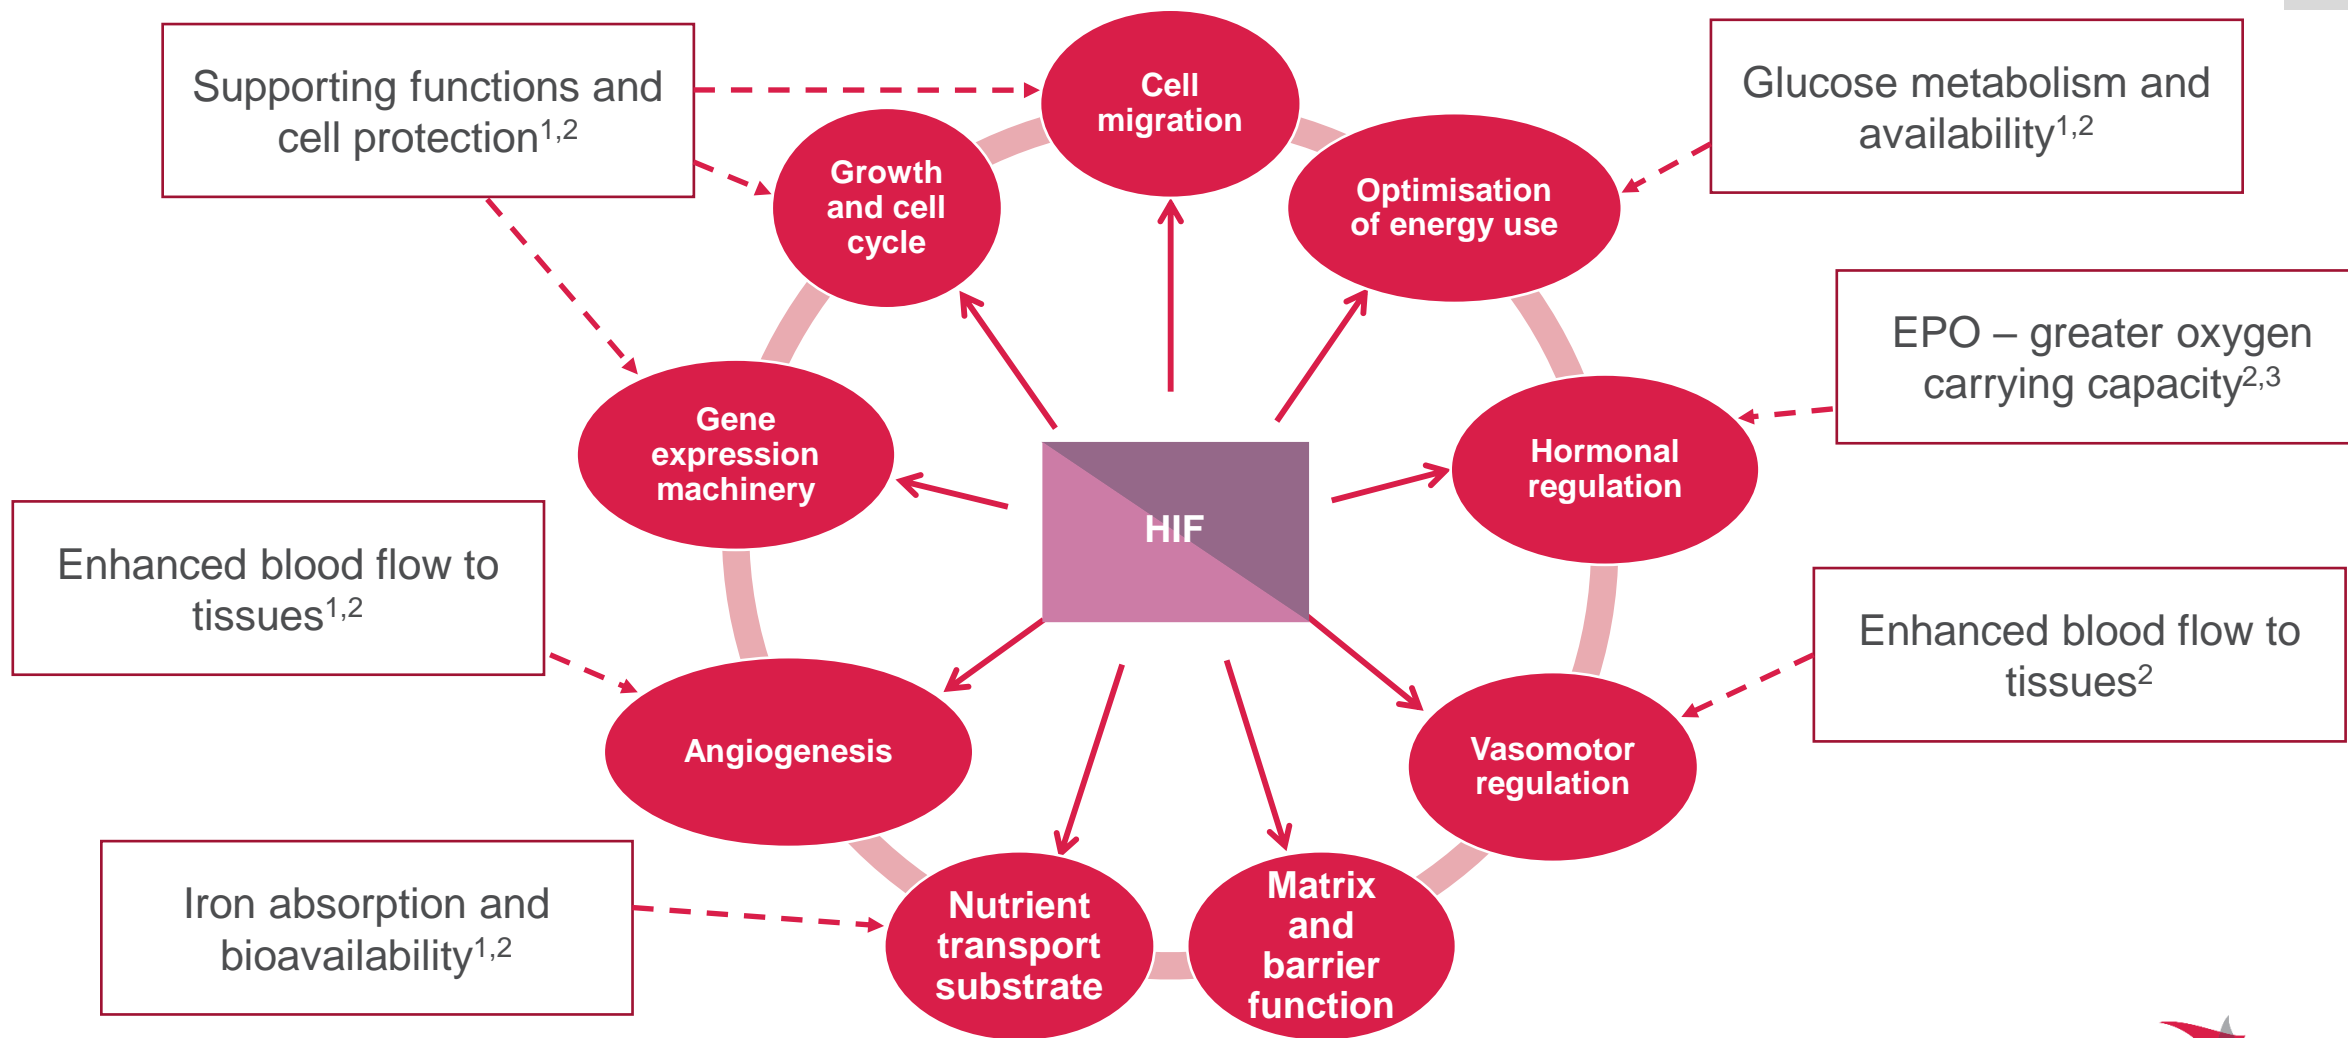 Supporting functions and
cell protection1,2
Cell
migration
Glucose metabolism and
availability1,2
Growth
and cell
cycle
Optimisation
of energy use
EPO – greater oxygen
carrying capacity2,3
Gene
expression
machinery
Hormonal
regulation
HIF
Enhanced blood flow to
tissues1,2
Enhanced blood flow to
tissues2
Angiogenesis
Vasomotor
regulation
Iron absorption and
bioavailability1,2
Nutrient
transport
substrate
Matrix
and
barrier
function